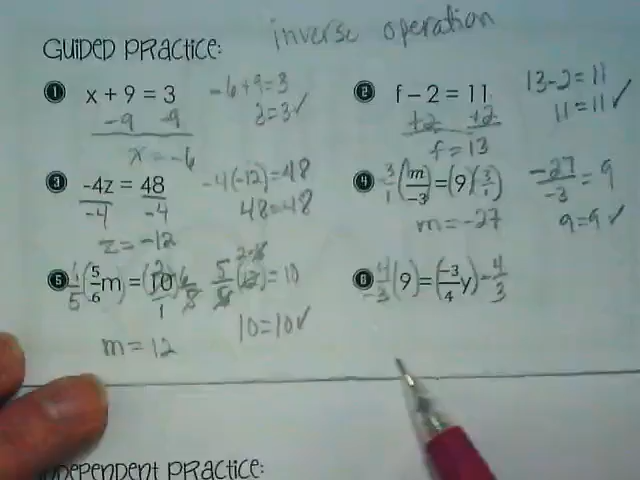 GUIDED PRACTICE: inverse operation
1 x + 9 = 3 -6+9=3
-9 -9 3=3✓
x = -6
2 f - 2 = 11 13-2=11
+2 +2 11=11✓
f=13
3 -4z = 48 -4(-12)=48
-4 -4 48=48
z=-12
4 3/1 (m/-3)=(9)(3/1) -27/-3 = 9
m=-27 9=9✓
5 6/5 (5/6 m) = (10/1) 6/5 5/6 (12)=10
2 2
10=10✓
m=12
6 4/-3 (9)=(-3/4 y)-4/3
PRACTICE: